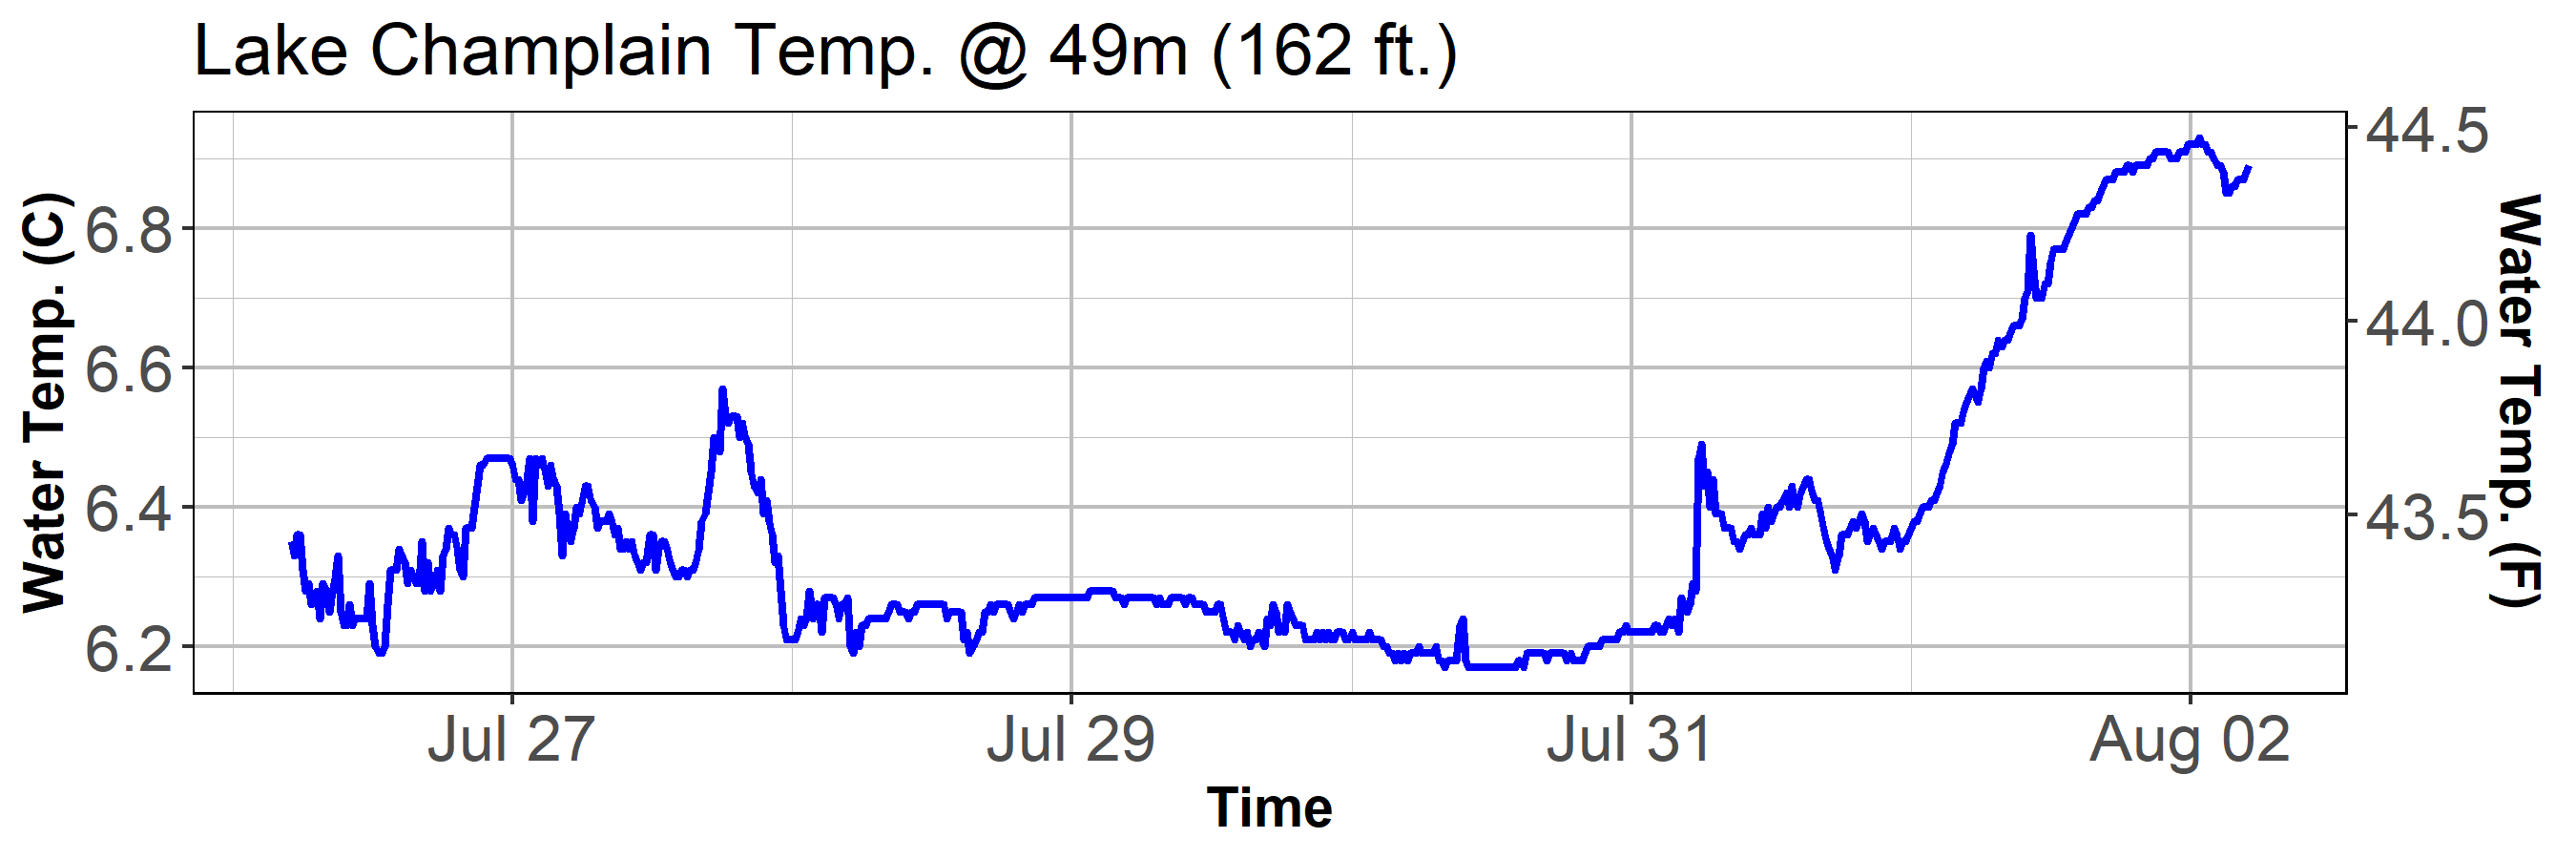 Lake Champlain Temp. @ 49m (162 ft.)
Water Temp. (C)
6.8
6.6
6.4
6.2
44.5
44.0
43.5
Water Temp. (F)
Jul 27
Jul 29
Jul 31
Aug 02
Time